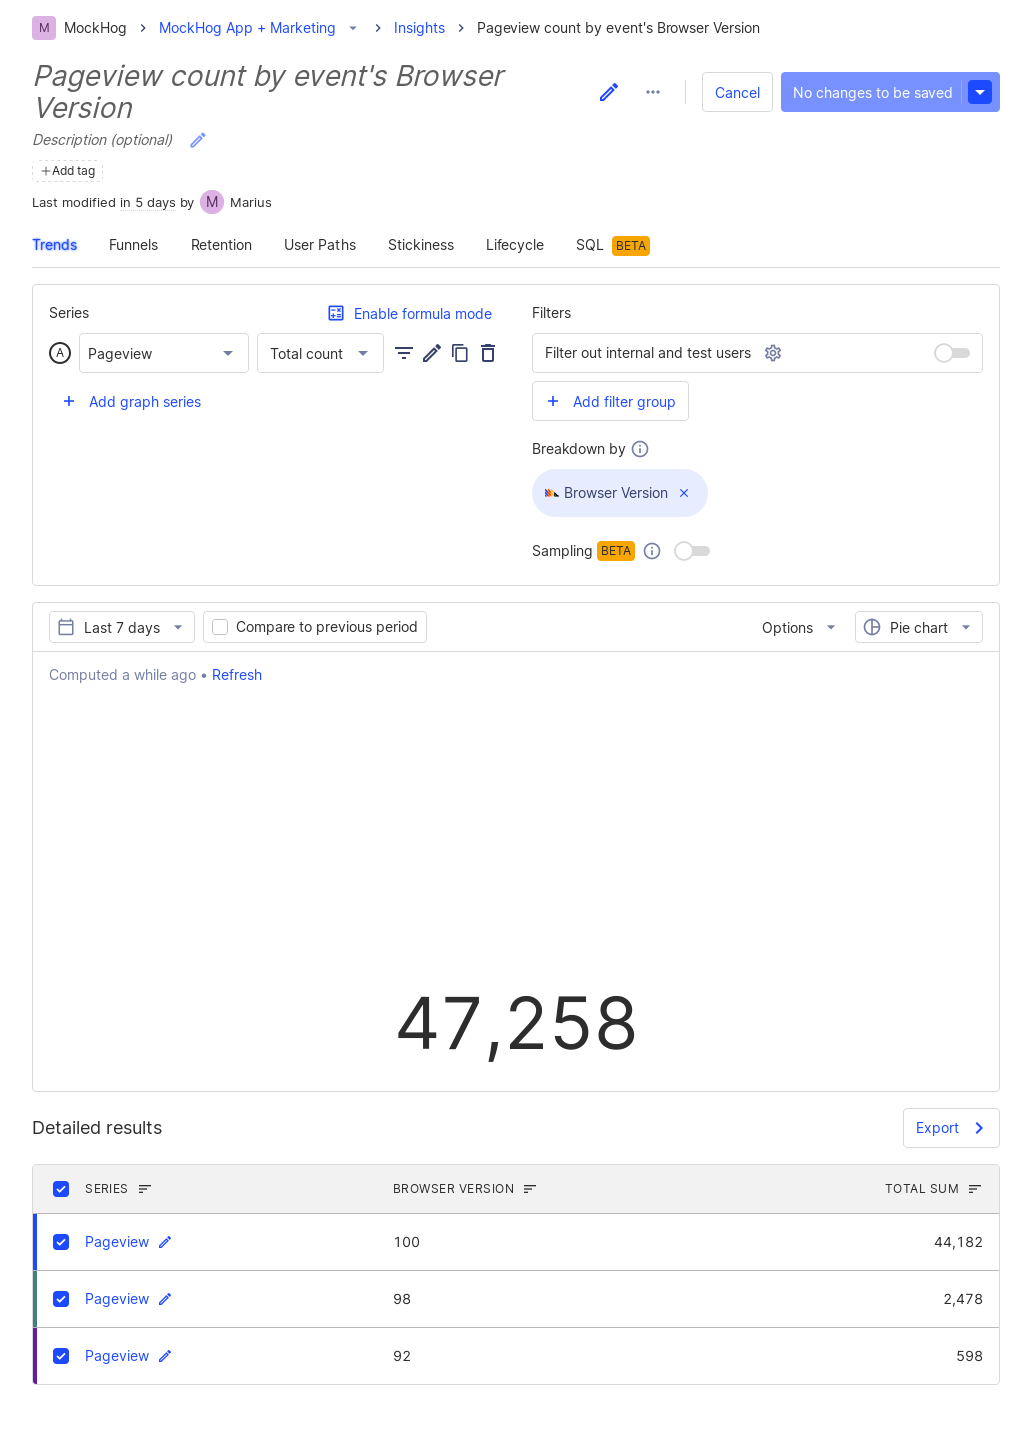 M MockHog MockHog App + Marketing Insights Pageview count by event's Browser Version
Pageview count by event's Browser
Version
Cancel No changes to be saved
Description (optional)
Add tag
Last modified in 5 days by M Marius
Trends Funnels Retention User Paths Stickiness Lifecycle SQL BETA
Series Enable formula mode
A Pageview Total count
Add graph series
Filters
Filter out internal and test users
Add filter group
Breakdown by
Browser Version
Sampling BETA
Last 7 days Compare to previous period Options Pie chart
Computed a while ago • Refresh
47,258
Detailed results Export
SERIES BROWSER VERSION TOTAL SUM
Pageview 100 44,182
Pageview 98 2,478
Pageview 92 598